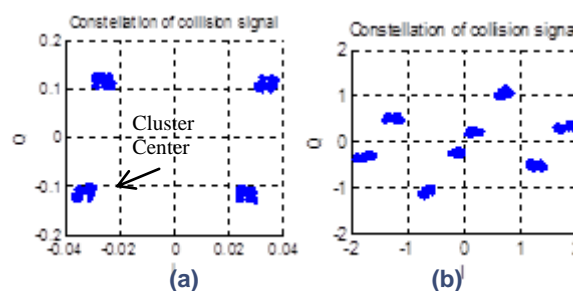 Constellation of collision signal
0.2
0.1
0
-0.1
-0.2
Q
Cluster
Center
-0.04 -0.02 0 0.02 0.04
I
(a)
Constellation of collision signa
2
1
0
-1
-2
Q
-2 -1 0 1 2
I
(b)